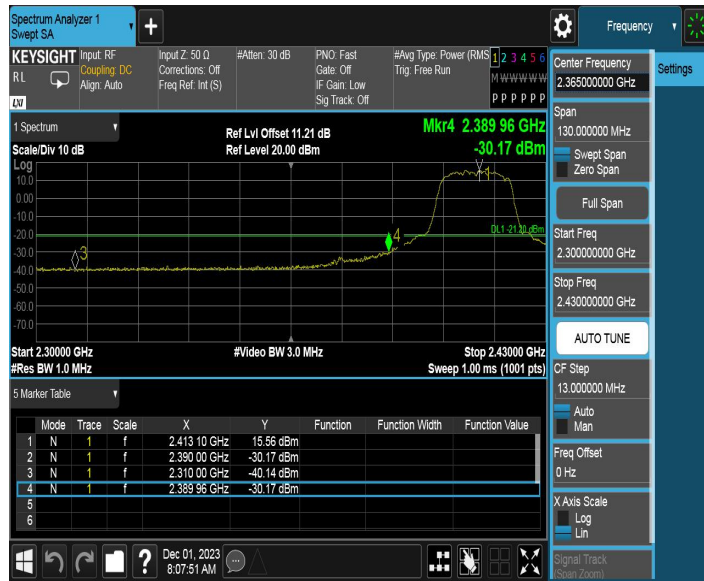 Spectrum Analyzer 1
Swept SA
+
Frequency
KEYSIGHT
RL
LXI
Input: RF
Coupling: DC
Align: Auto
Input Z: 50 Ω
Corrections: Off
Freq Ref: Int (S)
#Atten: 30 dB
PNO: Fast
Gate: Off
IF Gain: Low
Sig Track: Off
#Avg Type: Power (RMS
Trig: Free Run
1 2 3 4 5 6
M W W W W W
P P P P P P
Center Frequency
2.365000000 GHz
Settings
Span
130.000000 MHz
Swept Span
Zero Span
Full Span
Start Freq
2.300000000 GHz
Stop Freq
2.430000000 GHz
AUTO TUNE
CF Step
13.000000 MHz
Auto
Man
Freq Offset
0 Hz
X Axis Scale
Log
Lin
Signal Track
(Span Zoom)
1 Spectrum
Scale/Div 10 dB
Ref Lvl Offset 11.21 dB
Ref Level 20.00 dBm
Mkr4 2.389 96 GHz
-30.17 dBm
Log
10.0
0.00
-10.0
-20.0
-30.0
-40.0
-50.0
-60.0
-70.0
1
3
4
DL1 -21.20 dBm
Start 2.30000 GHz
#Res BW 1.0 MHz
#Video BW 3.0 MHz
Stop 2.43000 GHz
Sweep 1.00 ms (1001 pts)
5 Marker Table
Mode Trace Scale X Y Function Function Width Function Value
1 N 1 f 2.413 10 GHz 15.56 dBm
2 N 1 f 2.390 00 GHz -30.17 dBm
3 N 1 f 2.310 00 GHz -40.14 dBm
4 N 1 f 2.389 96 GHz -30.17 dBm
5
6
?
Dec 01, 2023
8:07:51 AM